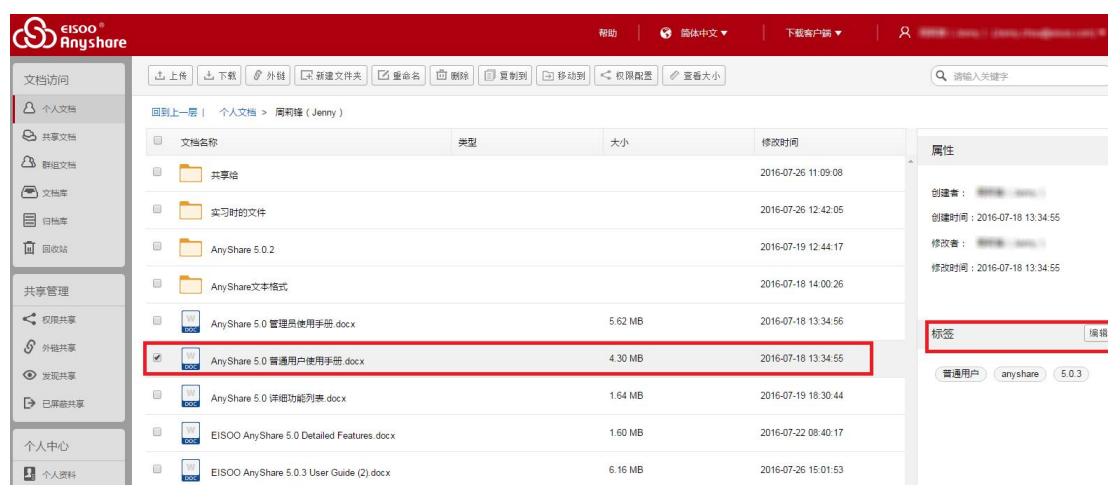 EISOO®
Anyshare
帮助 简体中文▼ 下载客户端▼
文档访问
个人文档
共享文档
群组文档
文档库
归档库
回收站
共享管理
权限共享
外链共享
发现共享
已屏蔽共享
个人中心
个人资料
上传 下载 外链 新建文件夹 重命名 删除 复制到 移动到 权限配置 查看大小
请输入关键字
回到上一层 | 个人文档 > 周莉锋 ( Jenny )
文档名称 类型 大小 修改时间
共享给 2016-07-26 11:09:08
实习时的文件 2016-07-26 12:42:05
AnyShare 5.0.2 2016-07-19 12:44:17
AnyShare文本格式 2016-07-18 14:00:26
AnyShare 5.0 管理员使用手册.docx 5.62 MB 2016-07-18 13:34:56
AnyShare 5.0 普通用户使用手册.docx 4.30 MB 2016-07-18 13:34:55
AnyShare 5.0 详细功能列表.docx 1.64 MB 2016-07-19 18:30:44
EISOO AnyShare 5.0 Detailed Features.docx 1.60 MB 2016-07-22 08:40:17
EISOO AnyShare 5.0.3 User Guide (2).docx 6.16 MB 2016-07-26 15:01:53
属性
创建者：
创建时间：2016-07-18 13:34:55
修改者：
修改时间：2016-07-18 13:34:55
标签 编辑
普通用户 anyshare 5.0.3